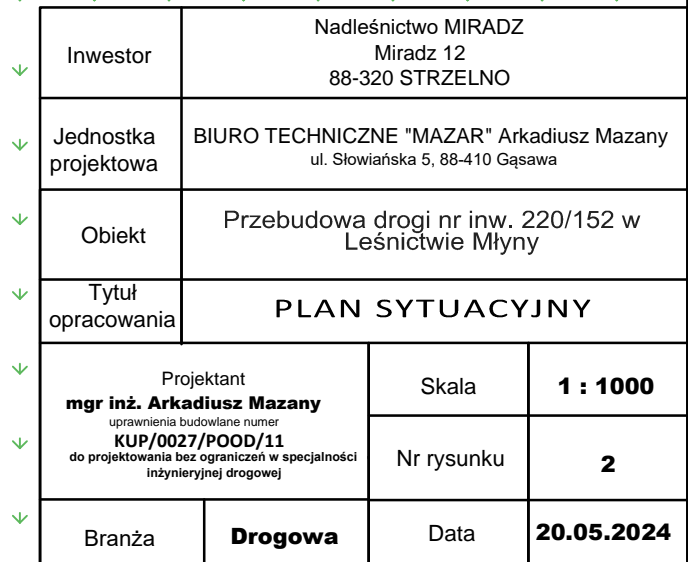 Inwestor
Nadleśnictwo MIRADZ
Miradz 12
88-320 STRZELNO
Jednostka
projektowa
BIURO TECHNICZNE "MAZAR" Arkadiusz Mazany
ul. Słowiańska 5, 88-410 Gąsawa
Obiekt
Przebudowa drogi nr inw. 220/152 w
Leśnictwie Młyny
Tytuł
opracowania
PLAN SYTUACYJNY
Projektant
mgr inż. Arkadiusz Mazany
uprawnienia budowlane numer
KUP/0027/POOD/11
do projektowania bez ograniczeń w specjalności
inżynieryjnej drogowej
Skala
1 : 1000
Nr rysunku
2
Branża
Drogowa
Data
20.05.2024